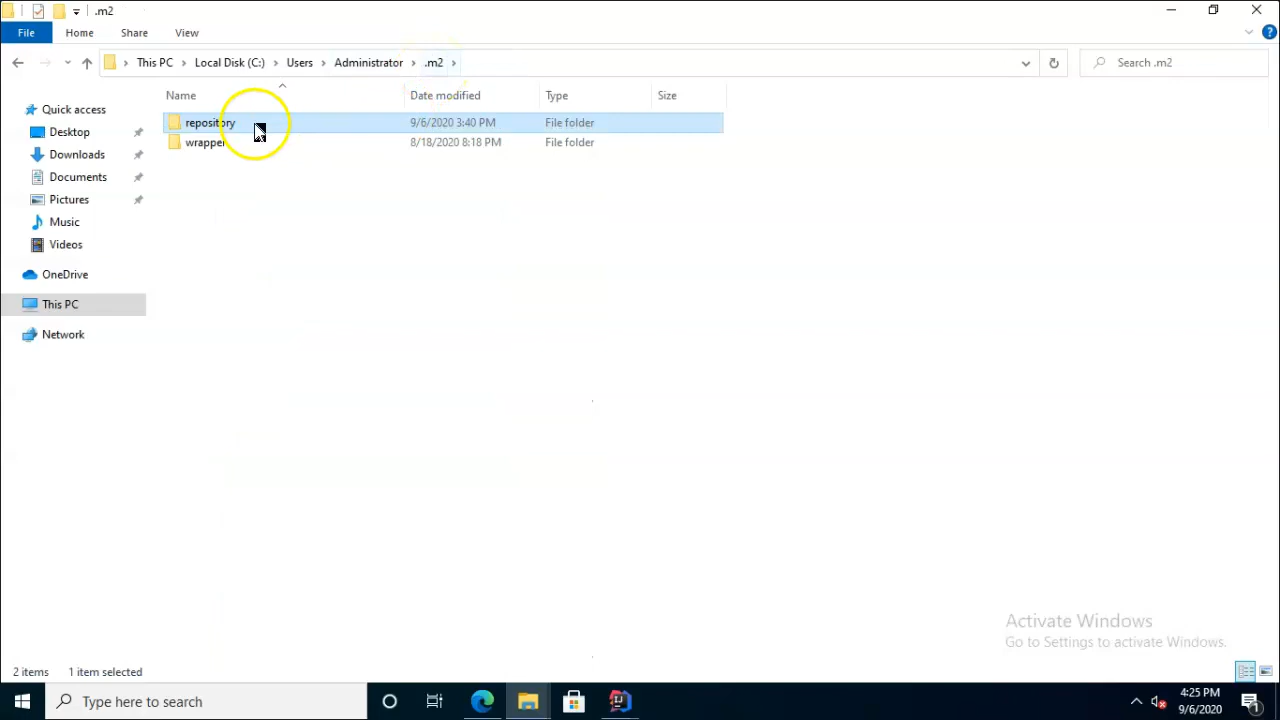 .m2
File Home Share View
This PC Local Disk (C:) Users Administrator .m2 Search .m2
Name Date modified Type Size
Quick access
Desktop
Downloads
Documents
Pictures
Music
Videos
OneDrive
This PC
Network
repository 9/6/2020 3:40 PM File folder
wrapper 8/18/2020 8:18 PM File folder
Activate Windows
Go to Settings to activate Windows.
2 items 1 item selected
Type here to search
4:25 PM
9/6/2020
1